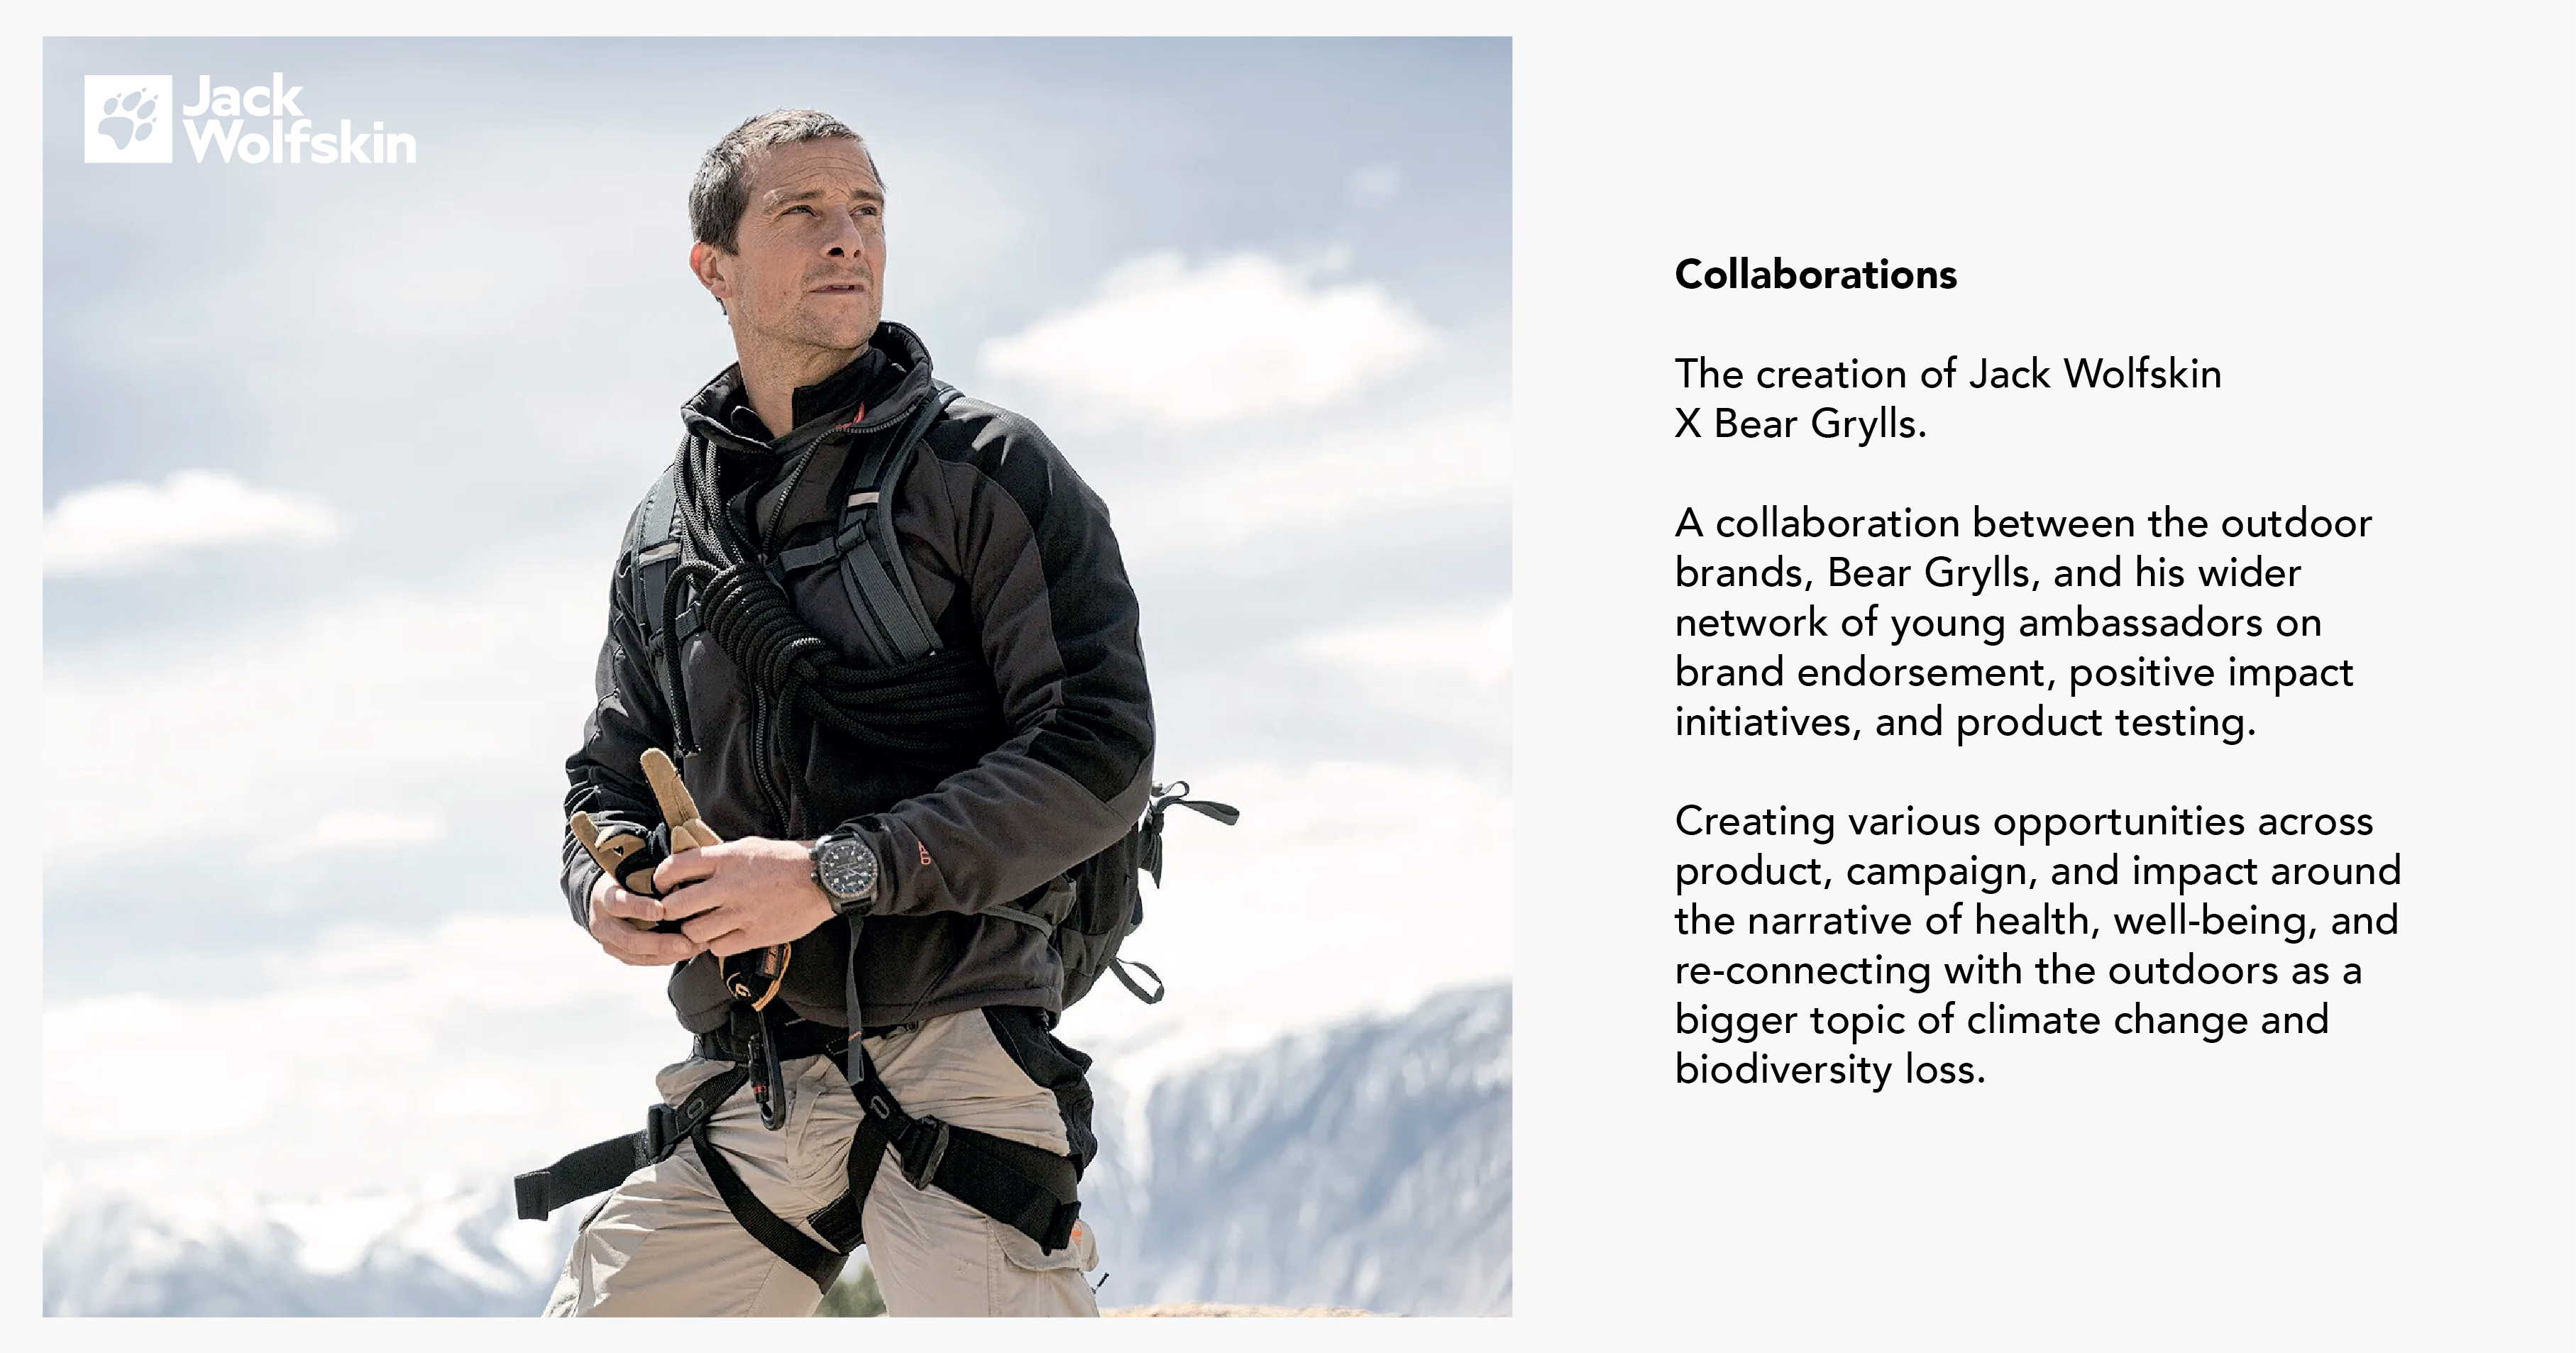 Jack
Wolfskin
Collaborations
The creation of Jack Wolfskin
X Bear Grylls.
A collaboration between the outdoor
brands, Bear Grylls, and his wider
network of young ambassadors on
brand endorsement, positive impact
initiatives, and product testing.
Creating various opportunities across
product, campaign, and impact around
the narrative of health, well-being, and
re-connecting with the outdoors as a
bigger topic of climate change and
biodiversity loss.